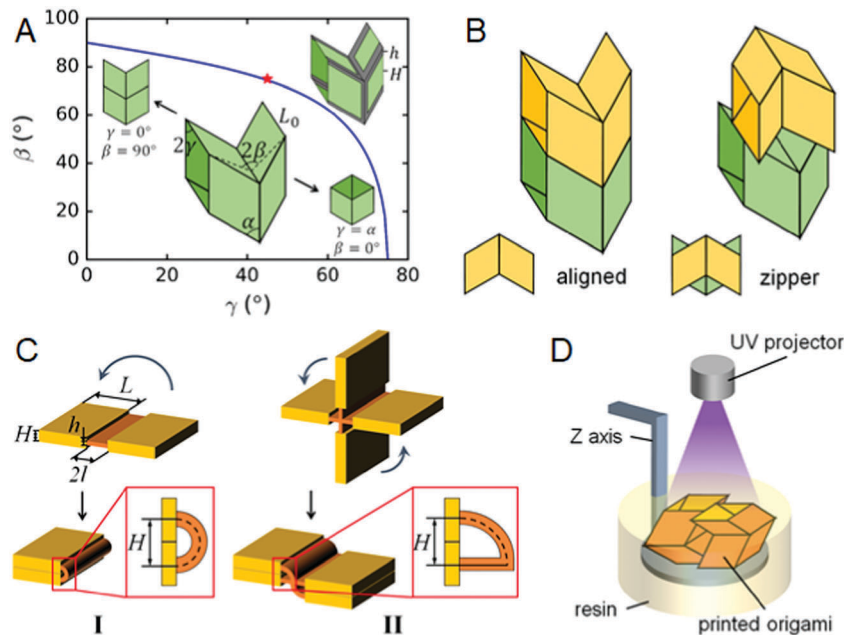 A
100
80
60
40
20
0
β (°)
0
20
40
60
80
γ (°)
γ = 0°
β = 90°
2γ
2β
L₀
α
h
H
γ = α
β = 0°
B
aligned
zipper
C
L
H
h
2l
H
I
H
II
D
UV projector
Z axis
resin
printed origami